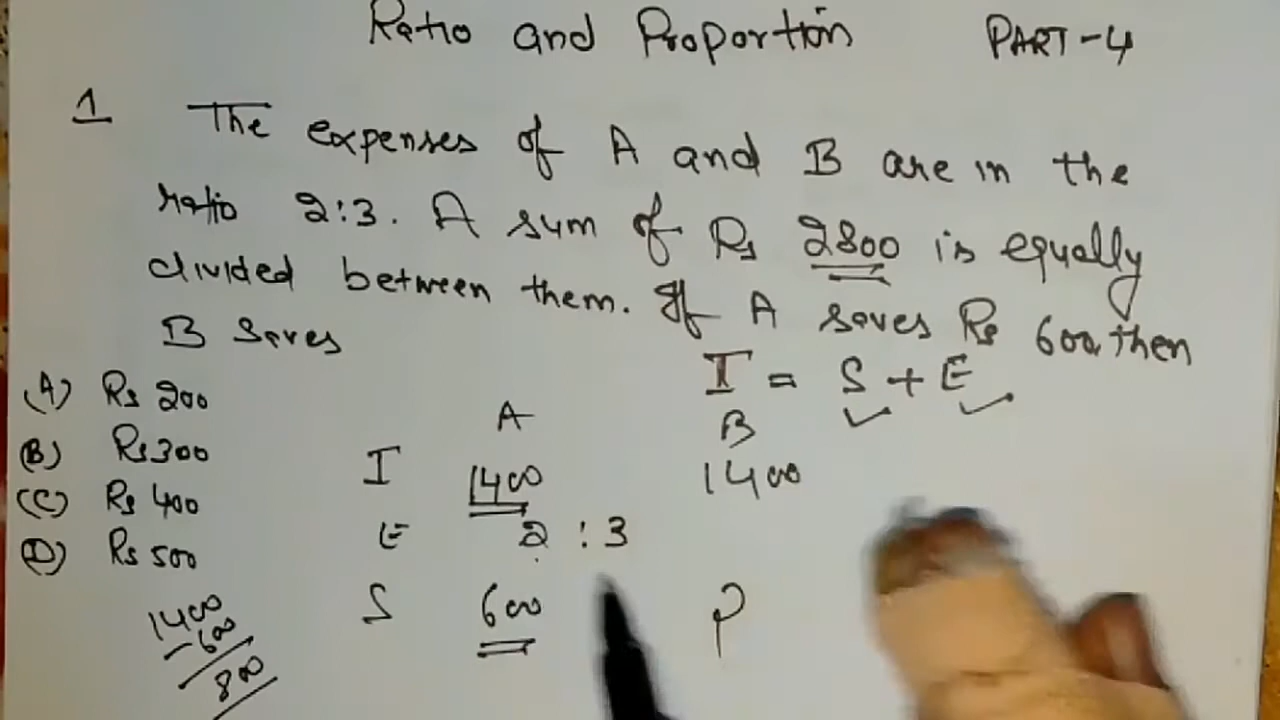 Ratio and Proportion PART-4
1 The expenses of A and B are in the
ratio 2:3. A sum of Rs 2800 is equally
divided between them. If A saves Rs 600 then
B saves
I = S + E
(A) Rs 200
(B) Rs 300
(C) Rs 400
(D) Rs 500
A B
I 1400 1400
E 2 : 3
S 600 ?
1400
- 600
800